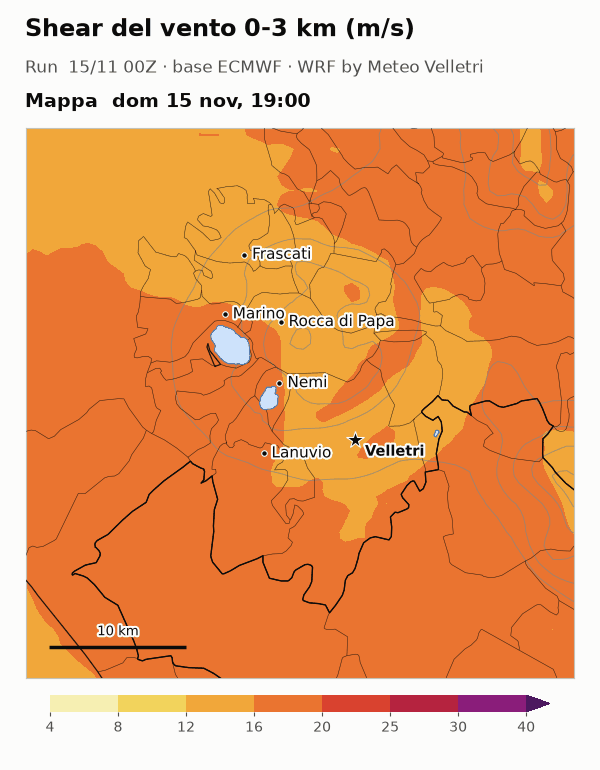 Shear del vento 0-3 km (m/s)
Run  15/11 00Z · base ECMWF · WRF by Meteo Velletri
Mappa  dom 15 nov, 19:00
Frascati
Marino
Rocca di Papa
Nemi
Velletri
Lanuvio
10 km
4 8 12 16 20 25 30 40